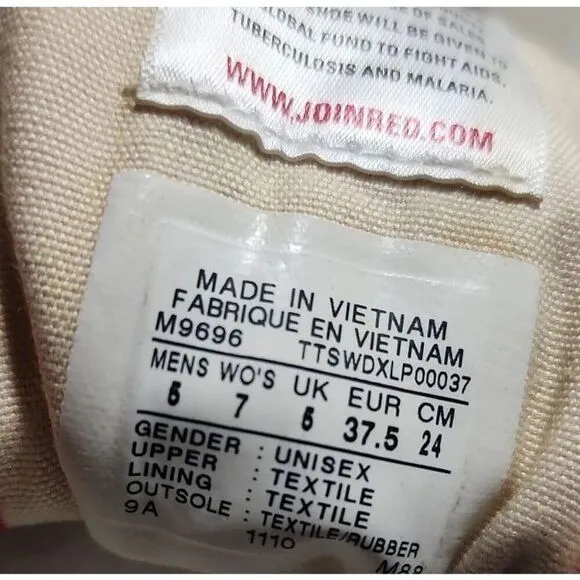 OF SALES
SHOE WILL BE GIVEN TO
GLOBAL FUND TO FIGHT AIDS,
TUBERCULOSIS AND MALARIA.
WWW.JOINRED.COM
MADE IN VIETNAM
FABRIQUE EN VIETNAM
M9696 TTSWDXLP00037
MENS WO'S UK EUR CM
5 7 5 37.5 24
GENDER : UNISEX
UPPER : TEXTILE
LINING : TEXTILE
OUTSOLE : TEXTILE/RUBBER
9A 1110